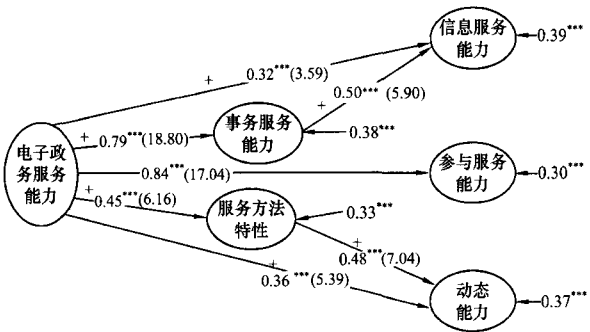 信息服务
能力
0.39***
+
0.32***(3.59)
+
0.50*** (5.90)
电子政
务服务
能力
+
0.79***(18.80)
事务服务
能力
0.38***
0.84***(17.04)
参与服务
能力
0.30***
+
0.45***(6.16)
服务方法
特性
0.33***
+
0.48***(7.04)
+
0.36 ***(5.39)
动态
能力
0.37***